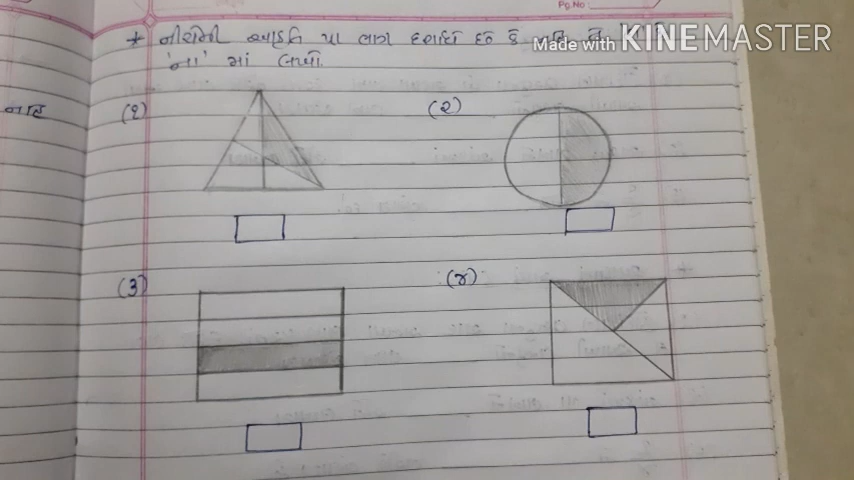 Pg.No
Made with KINEMASTER
* નીચેની આકૃતિ પા ભાગ દર્શાવે છે કે
'ના' માં લખો.
(૧)
(૨)
(૩)
(૪)